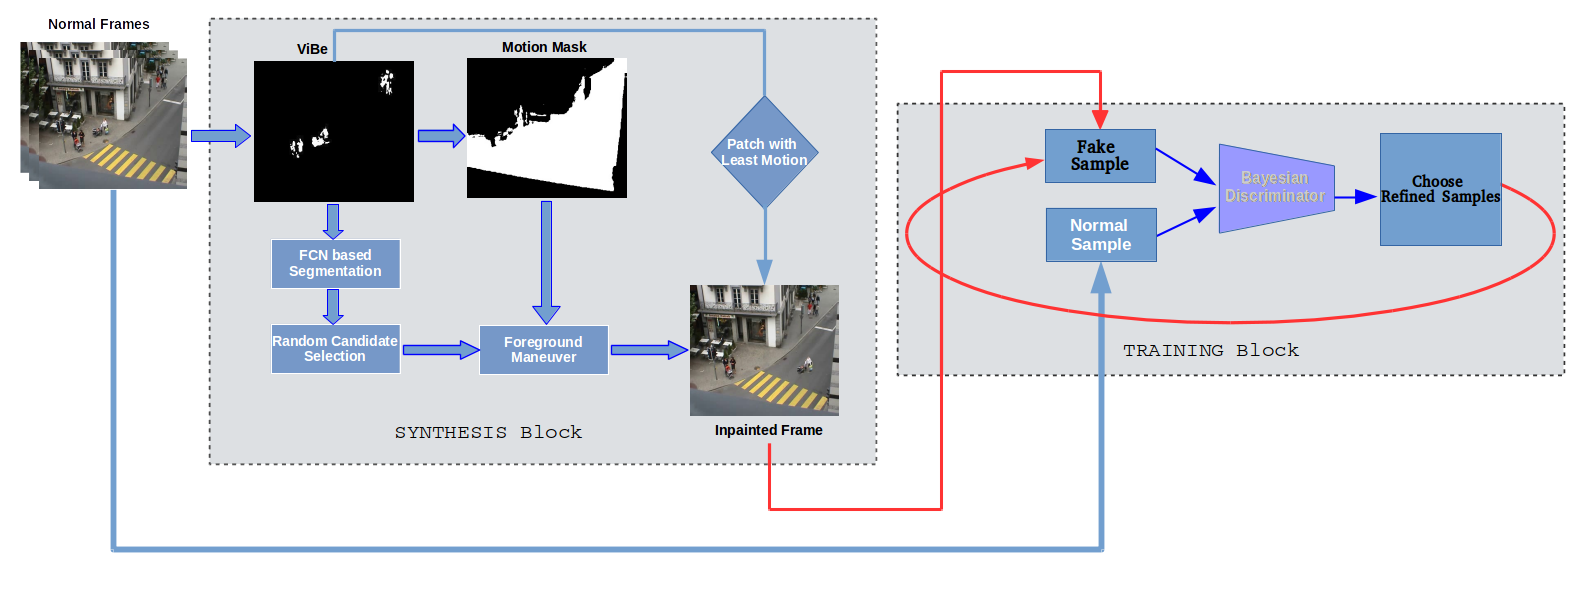 Normal Frames
ViBe
Motion Mask
Patch with
Least Motion
FCN based
Segmentation
Random Candidate
Selection
Foreground
Maneuver
Inpainted Frame
SYNTHESIS Block
Fake
Sample
Normal
Sample
Bayesian
Discriminator
Choose
Refined Samples
TRAINING Block